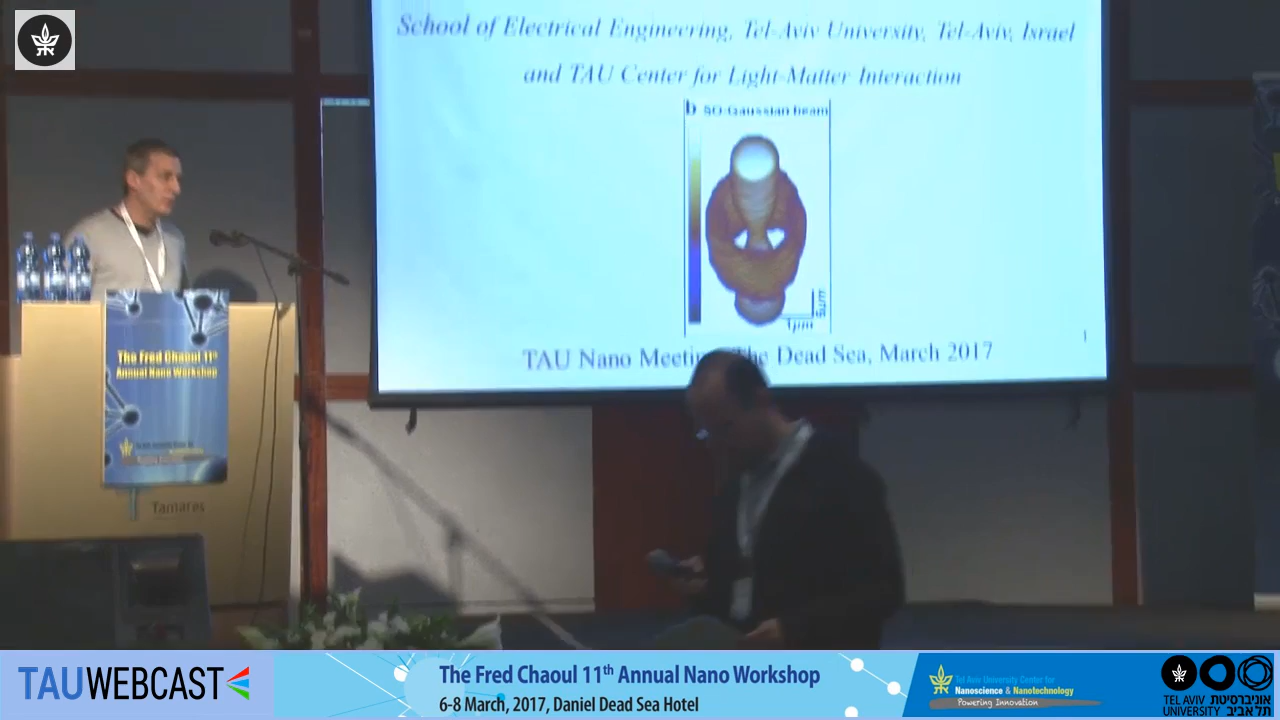 School of Electrical Engineering, Tel-Aviv University, Tel-Aviv, Israel
and TAU Center for Light-Matter Interaction
b SO-Gaussian beam
5μm
1μm
TAU Nano Meeting The Dead Sea, March 2017
1
The Fred Chaoul 11th
Annual Nano Workshop
Tamares
TAUWEBCAST
The Fred Chaoul 11th Annual Nano Workshop
6-8 March, 2017, Daniel Dead Sea Hotel
Tel Aviv University Center for
Nanoscience & Nanotechnology
Powering Innovation
TEL AVIV אוניברסיטת
UNIVERSITY תל אביב